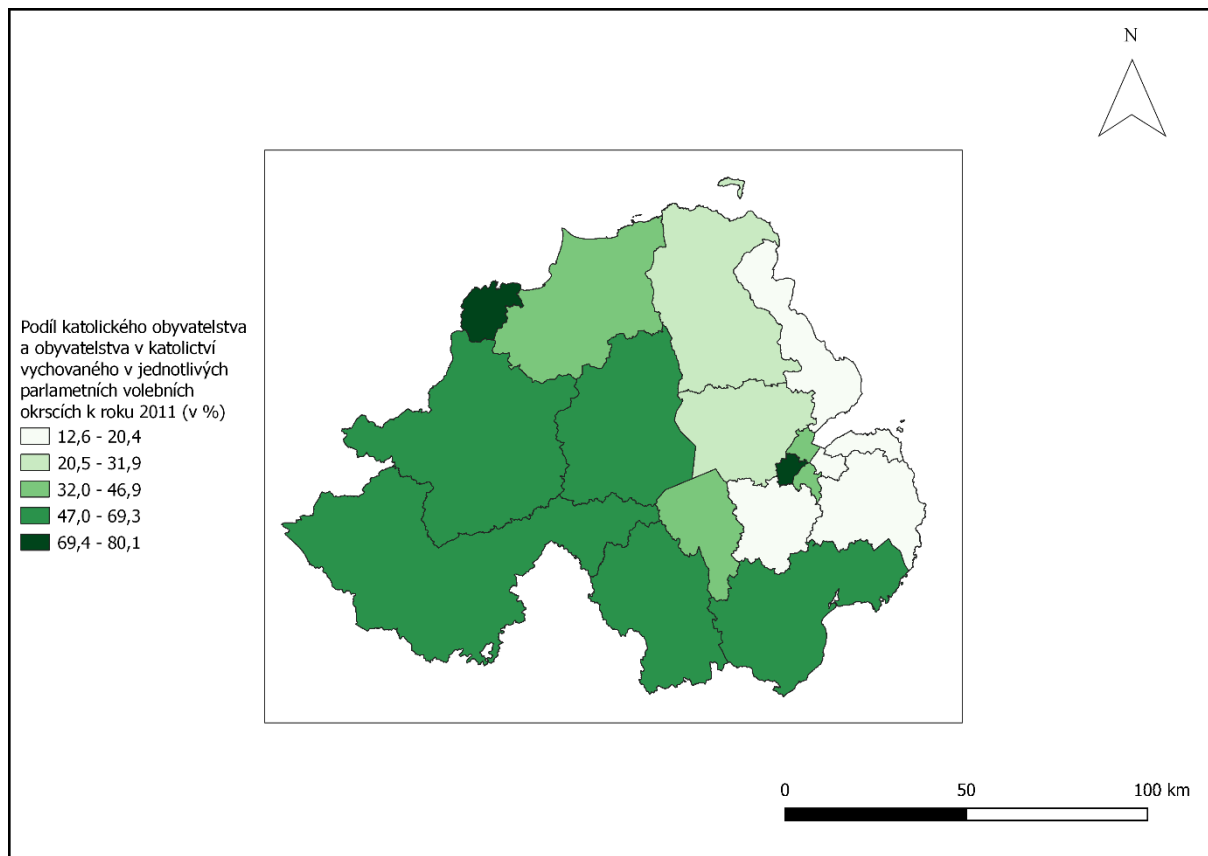 N
Podíl katolického obyvatelstva
a obyvatelstva v katolictví
vychovaného v jednotlivých
parlametních volebních
okrscích k roku 2011 (v %)
12,6 - 20,4
20,5 - 31,9
32,0 - 46,9
47,0 - 69,3
69,4 - 80,1
0 50 100 km